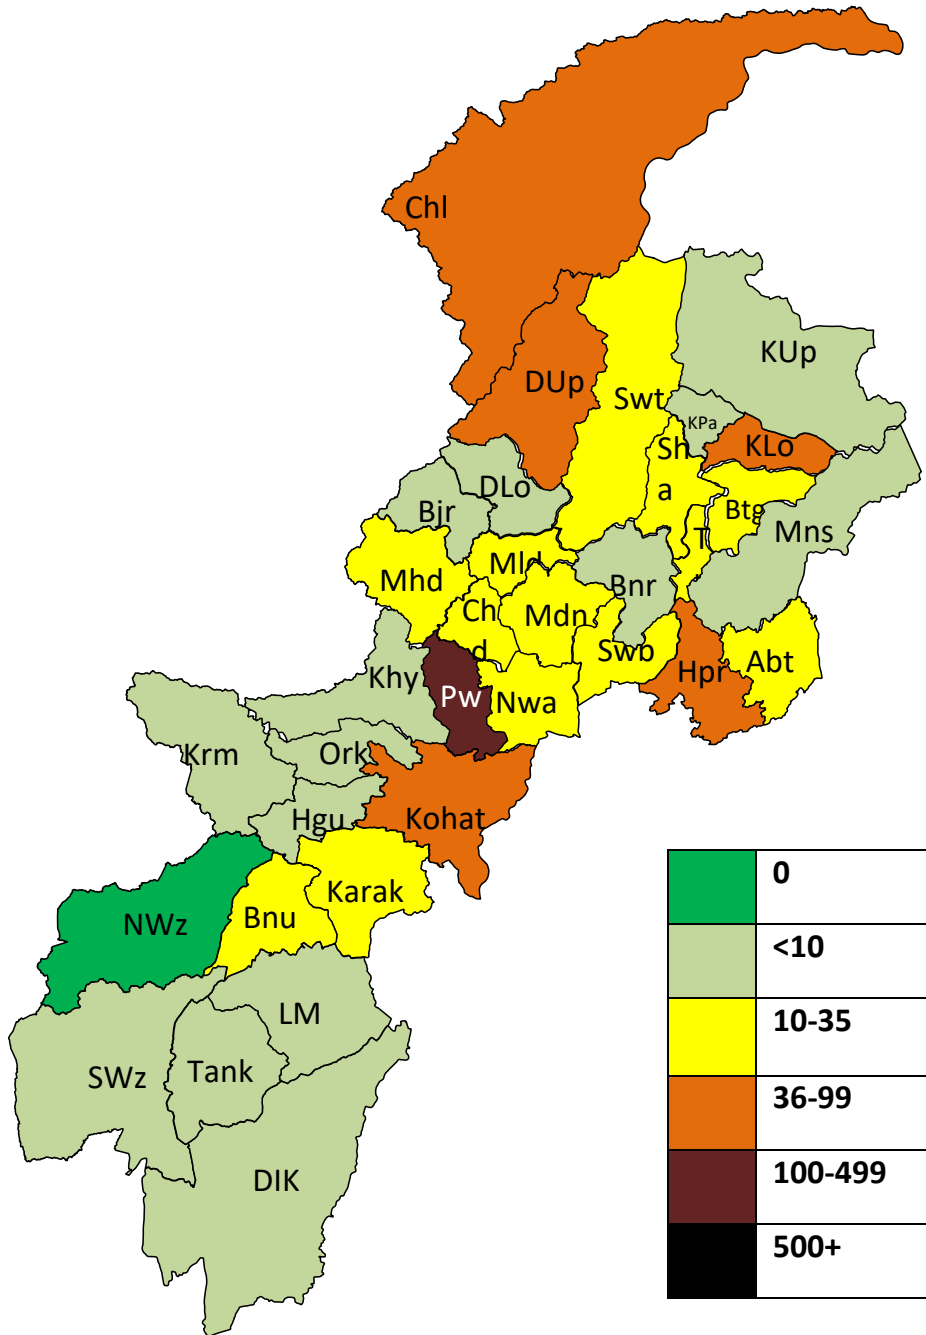 Chl
KUp
DUp
Swt
KPa
KLo
Sh
a
DLo
Btg
Bjr
Mns
T
Mld
Mhd
Bnr
Ch
d
Mdn
Swb
Abt
Hpr
Khy
Pw
Nwa
Krm
Ork
Hgu
Kohat
Karak
Bnu
NWz
LM
SWz
Tank
DIK
0
<10
10-35
36-99
100-499
500+